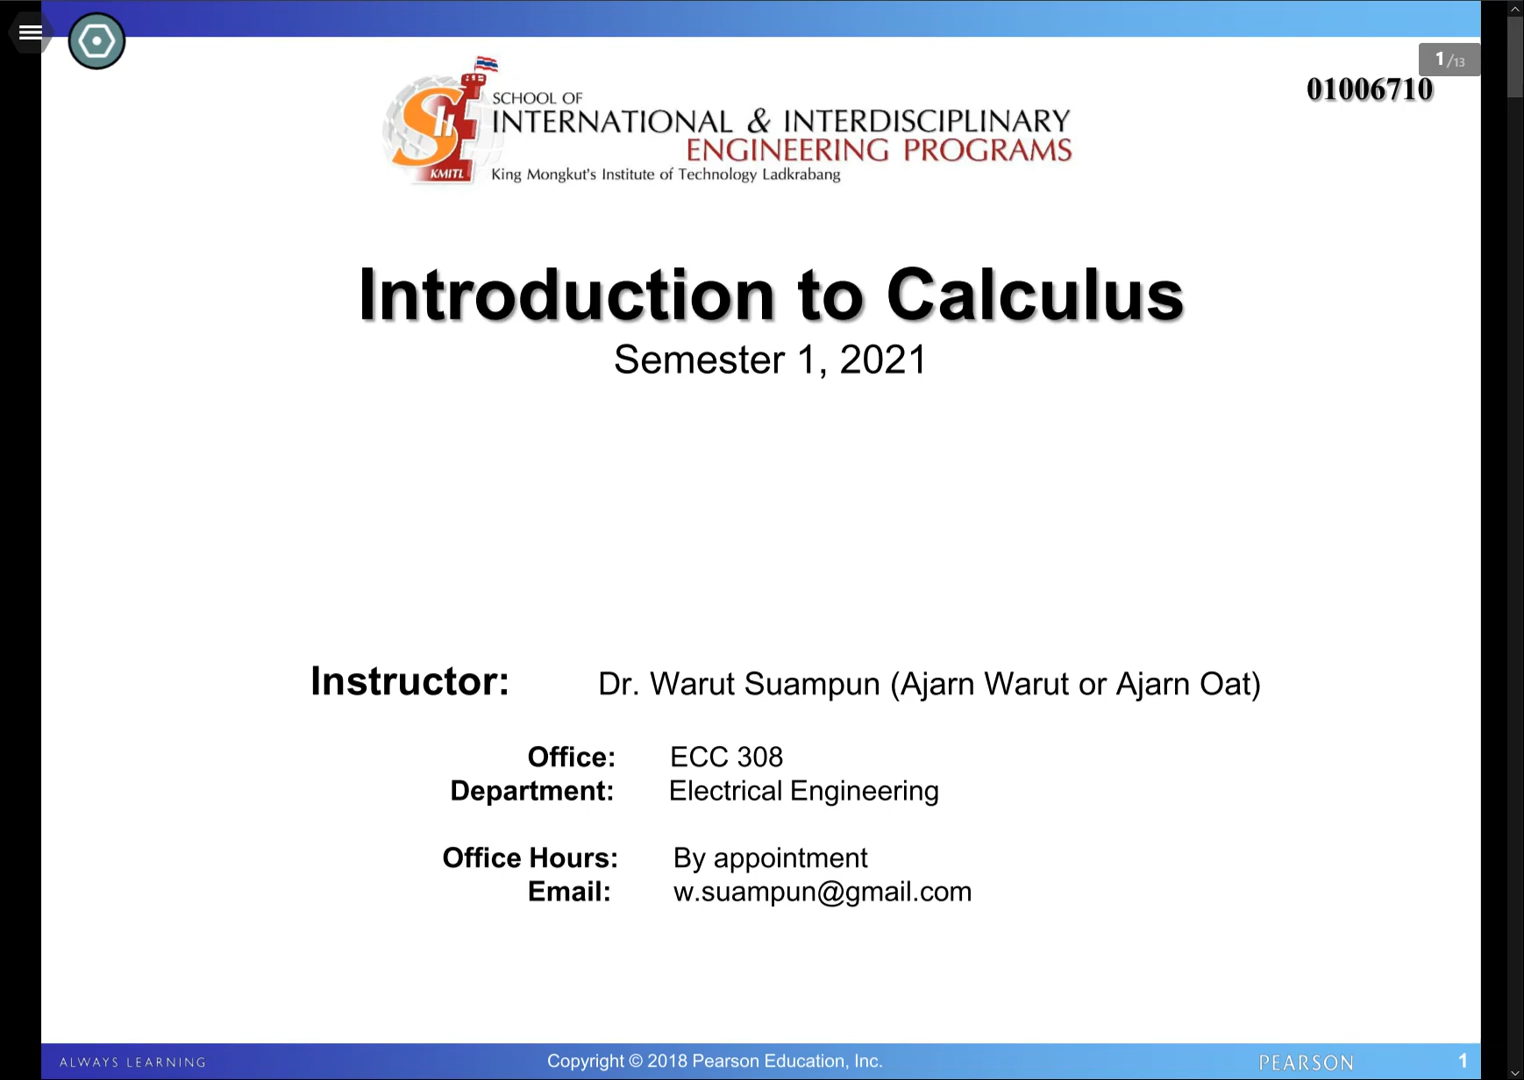 1/13
01006710
SCHOOL OF
INTERNATIONAL & INTERDISCIPLINARY
ENGINEERING PROGRAMS
KMITL
King Mongkut's Institute of Technology Ladkrabang
Introduction to Calculus
Semester 1, 2021
Instructor: Dr. Warut Suampun (Ajarn Warut or Ajarn Oat)
Office: ECC 308
Department: Electrical Engineering
Office Hours: By appointment
Email: w.suampun@gmail.com
ALWAYS LEARNING Copyright © 2018 Pearson Education, Inc. PEARSON 1